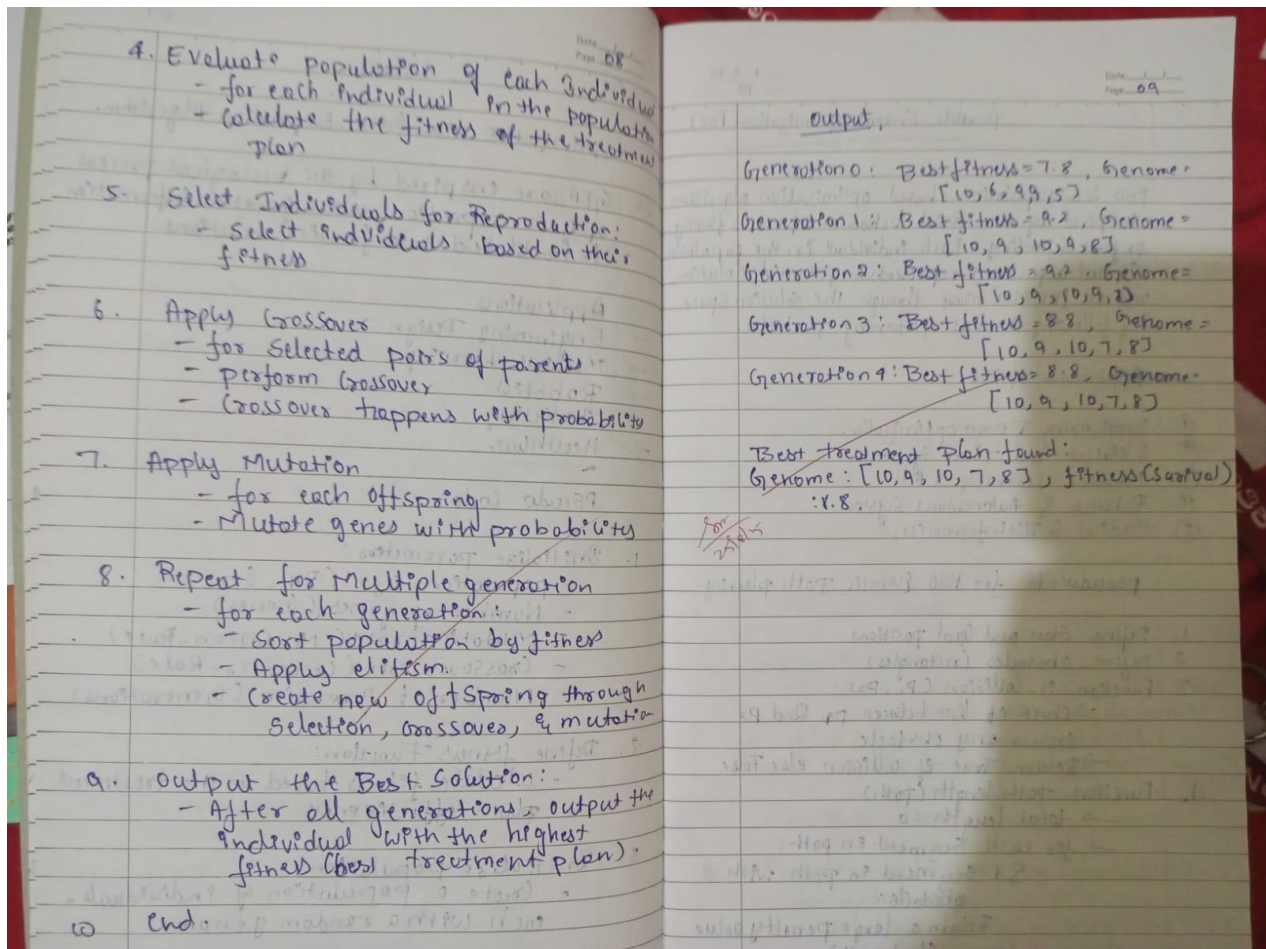 Date
Page 08
4. Evaluate population of each Individual
- for each individual in the population
- Calculate the fitness of the treatment
plan
5. Select Individuals for Reproduction:
- Select individuals based on their
fitness
6. Apply Crossover
- for Selected pairs of parents
- perform Crossover
- Crossover happens with probability
7. Apply Mutation
- for each offspring
- Mutate genes with probability
8. Repeat for Multiple generation
- for each generation:
- Sort population by fitness
- Apply elitism.
- Create new offspring through
Selection, crossover, & mutation
9. Output the Best Solution:
- After all generations, output the
individual with the highest
fitness (best treatment plan).
10 End.
Date
Page 09
Output,
Generation 0: Best fitness = 7.8, Genome =
[10, 6, 9, 9, 5]
Generation 1: Best fitness = 9.2, Genome =
[10, 9, 10, 9, 8]
Generation 2: Best fitness = 9.2, Genome=
[10, 9, 10, 9, 8]
Generation 3: Best fitness = 8.8, Genome =
[10, 9, 10, 7, 8]
Generation 4: Best fitness= 8.8, Genome=
[10, 9, 10, 7, 8]
Best treatment plan found:
Genome: [10, 9, 10, 7, 8], fitness (Surival)
: 8.8.